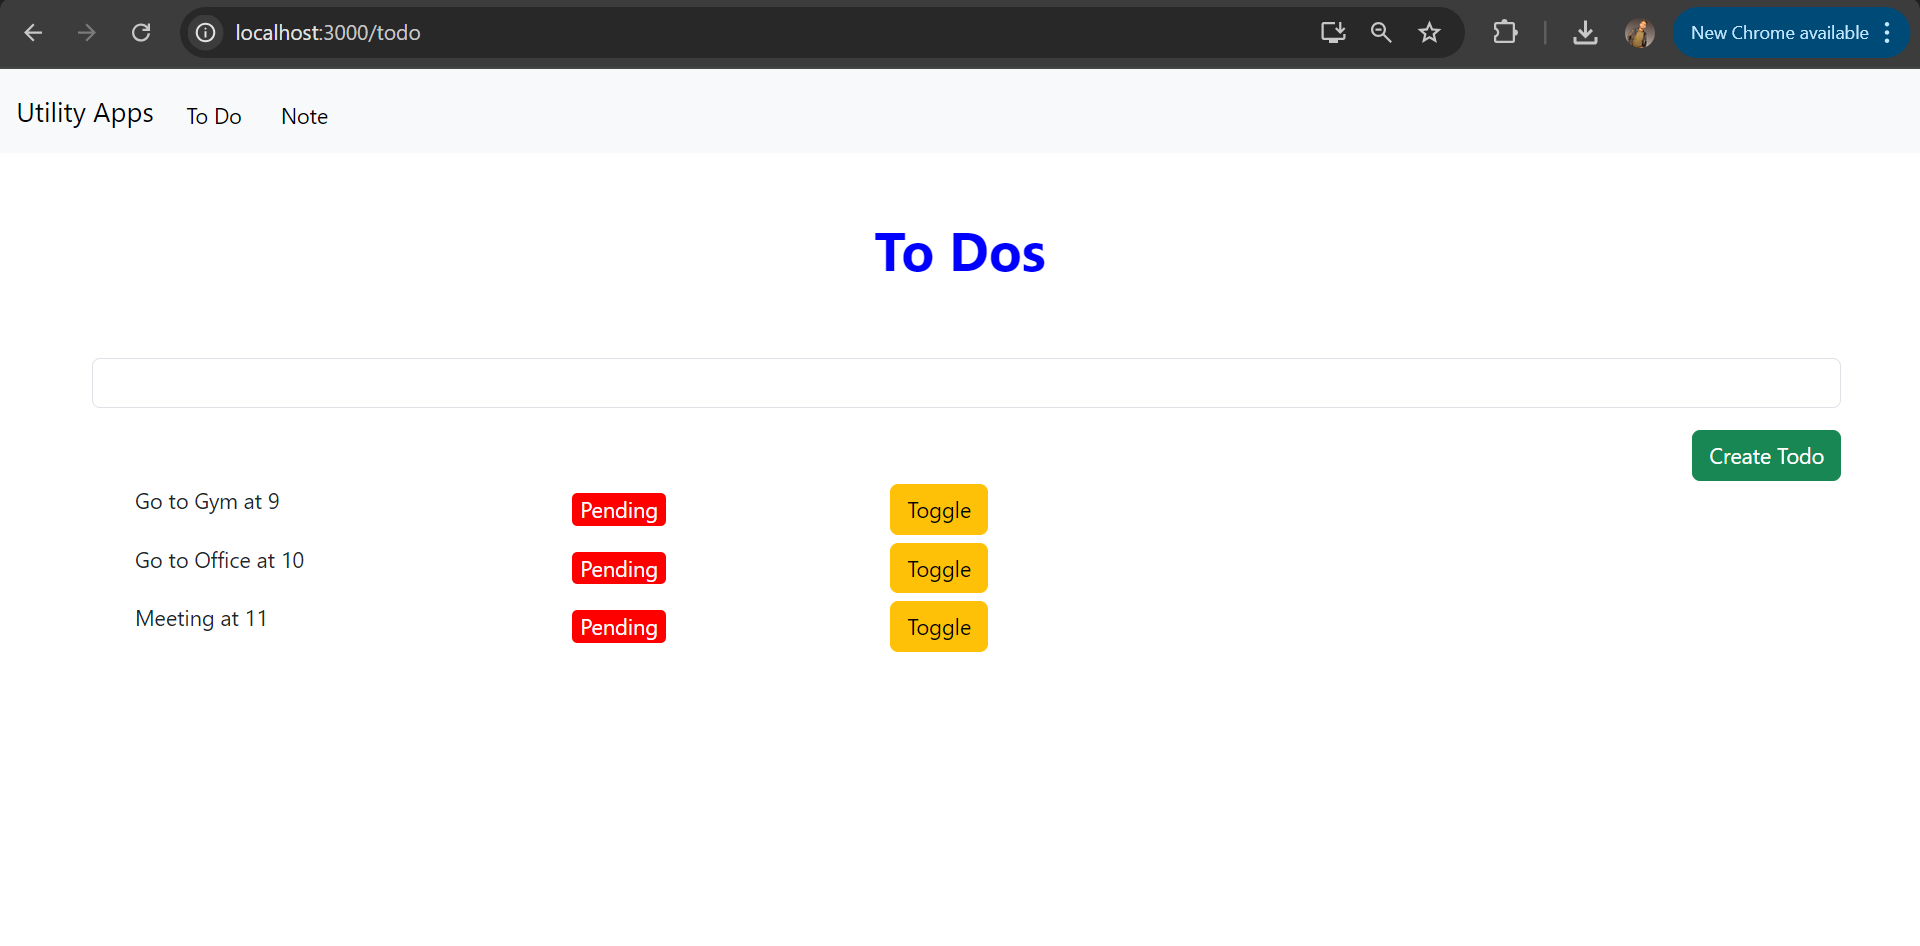 localhost:3000/todo
New Chrome available
Utility Apps To Do Note
To Dos
Create Todo
Go to Gym at 9 Pending Toggle
Go to Office at 10 Pending Toggle
Meeting at 11 Pending Toggle